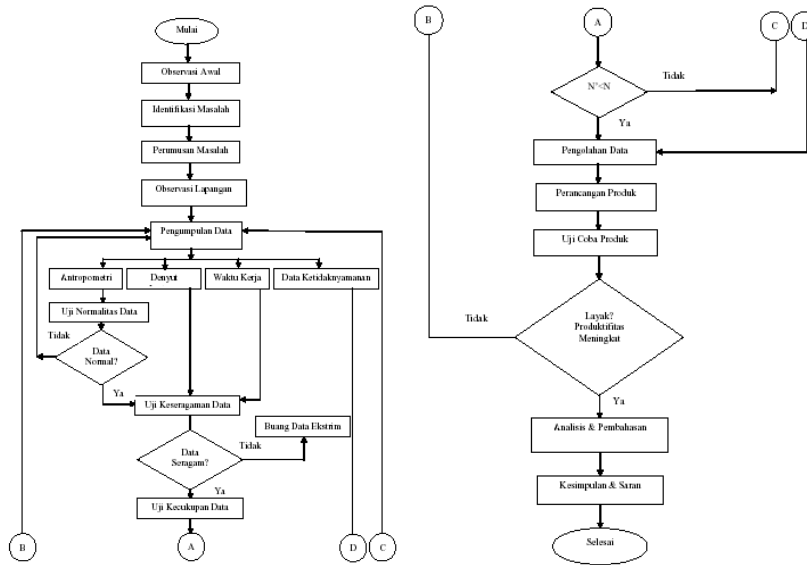 Mulai
Observasi Awal
Identifikasi Masalah
Perumusan Masalah
Observasi Lapangan
Pengumpulan Data
Antropometri
Denyut
Waktu Kerja
Data Ketidaknyamanan
Uji Normalitas Data
Tidak
Data
Normal?
Ya
Uji Keseragaman Data
Buang Data Ekstrim
Tidak
Data
Seragam?
Ya
Uji Kecukupan Data
B
A
D
C
B
A
C
D
N'<N
Tidak
Ya
Pengolahan Data
Perancangan Produk
Uji Coba Produk
Tidak
Layak?
Produktifitas
Meningkat
Ya
Analisis & Pembahasan
Kesimpulan & Saran
Selesai